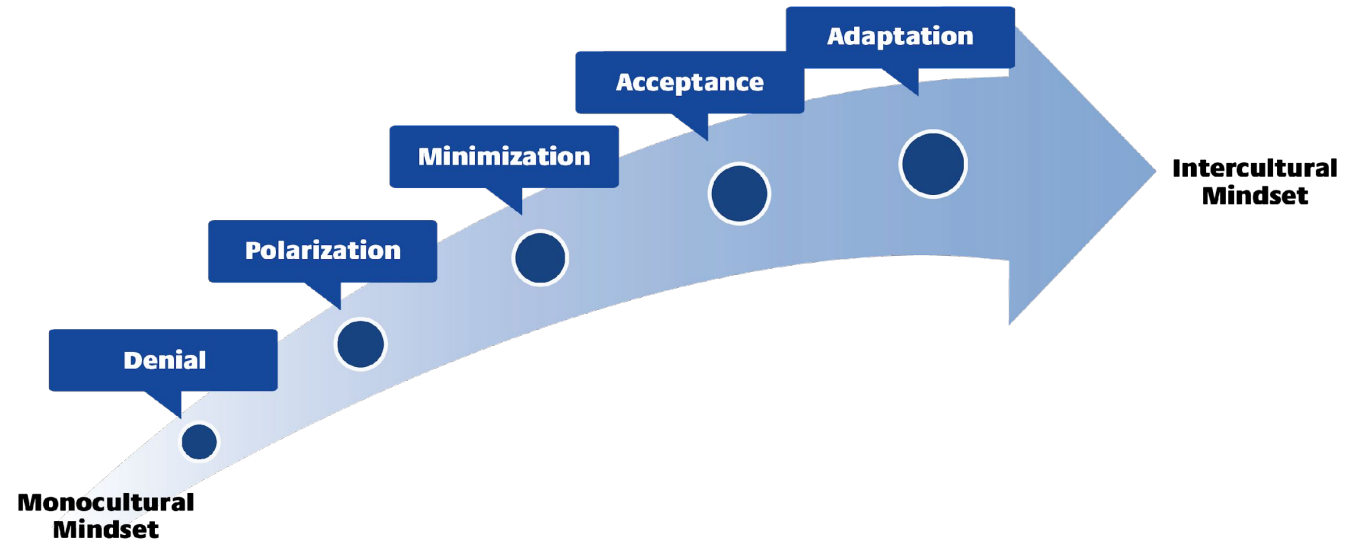 Adaptation
Acceptance
Minimization
Polarization
Denial
Intercultural
Mindset
Monocultural
Mindset